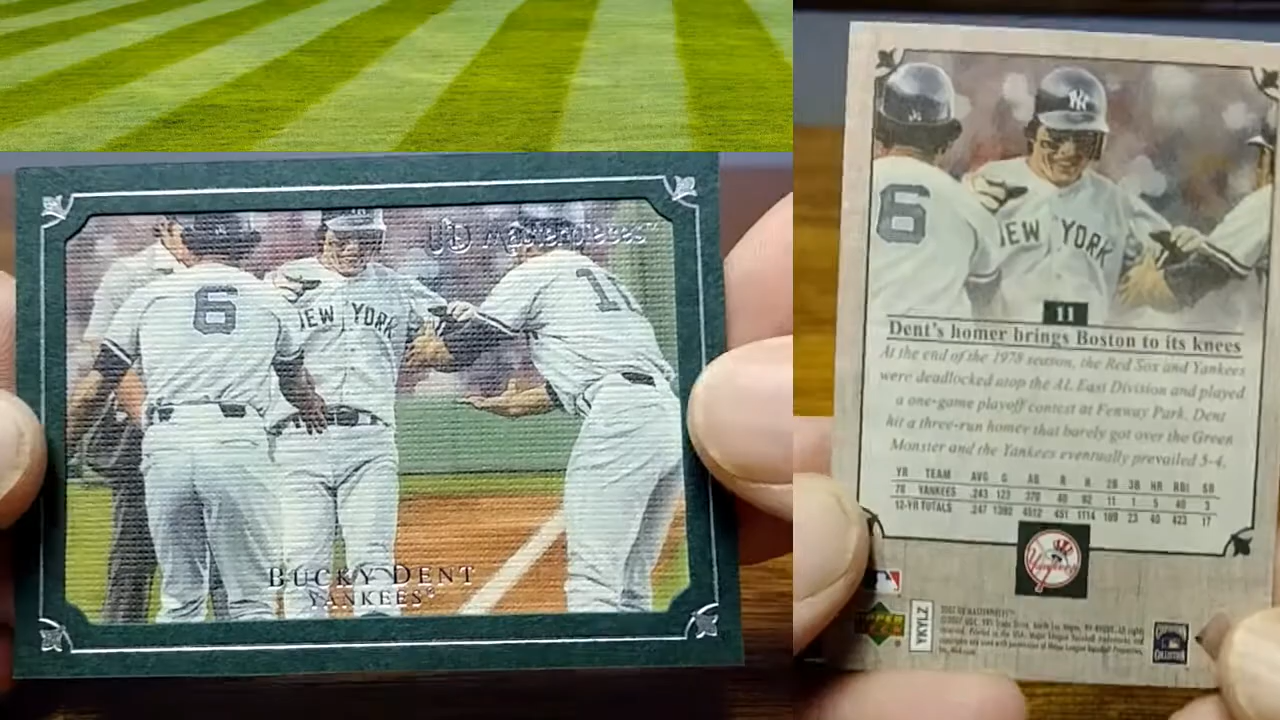 UD Masterpieces™
6
NEW YORK
BUCKY DENT
YANKEES®
6
NEW YORK
11
Dent's homer brings Boston to its knees
At the end of the 1978 season, the Red Sox and Yankees
were deadlocked atop the AL East Division and played
a one-game playoff contest at Fenway Park. Dent
hit a three-run homer that barely got over the Green
Monster and the Yankees eventually prevailed 5-4.
YR TEAM AVG G AB R H 2B 3B HR RBI SB
78 YANKEES .243 123 379 40 92 11 1 5 40 3
12-YR TOTALS .247 1392 4512 451 1114 169 23 40 423 17
Yankees
YKYLZ